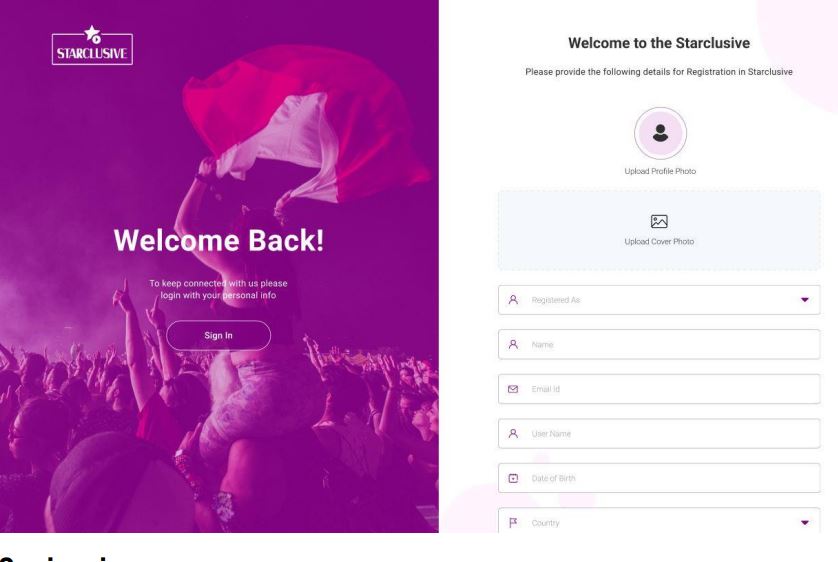 STARCLUSIVE
Welcome Back!
To keep connected with us please
login with your personal info
Sign In
Welcome to the Starclusive
Please provide the following details for Registration in Starclusive
Upload Profile Photo
Upload Cover Photo
Registered As
Name
Email Id
User Name
Date of Birth
Country